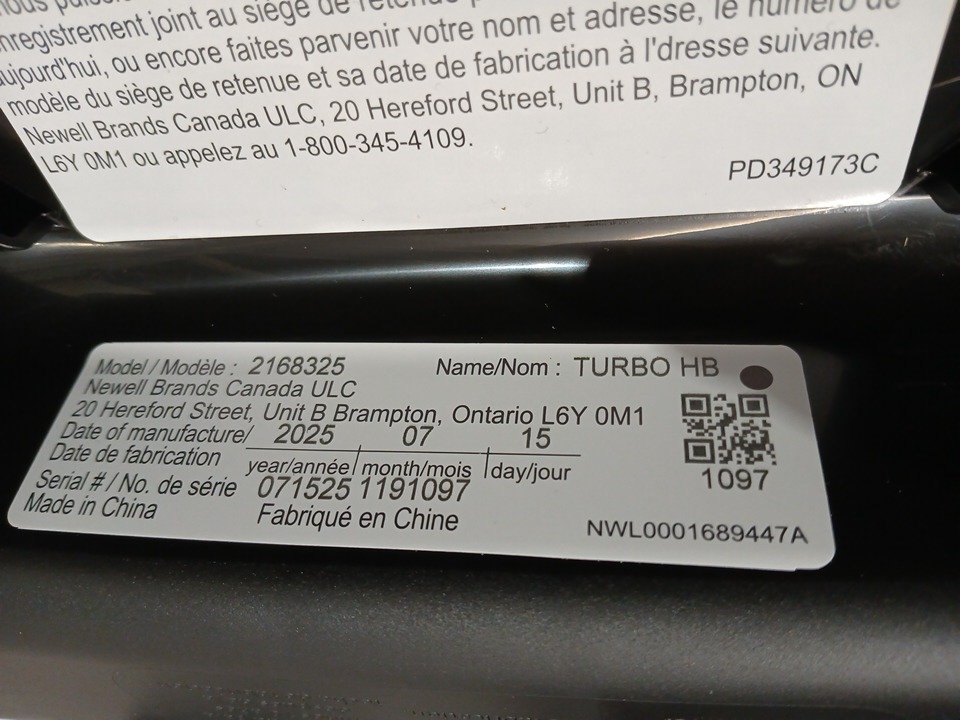 enregistrement joint au siège de retenue
aujourd'hui, ou encore faites parvenir votre nom et adresse, le numéro de
modèle du siège de retenue et sa date de fabrication à l'dresse suivante.
Newell Brands Canada ULC, 20 Hereford Street, Unit B, Brampton, ON
L6Y 0M1 ou appelez au 1-800-345-4109.
PD349173C
Model / Modèle : 2168325 Name/Nom : TURBO HB
Newell Brands Canada ULC
20 Hereford Street, Unit B Brampton, Ontario L6Y 0M1
Date of manufacture/ 2025 07 15
Date de fabrication year/année month/mois day/jour
Serial # / No. de série 071525 1191097
1097
Made in China Fabriqué en Chine
NWL0001689447A